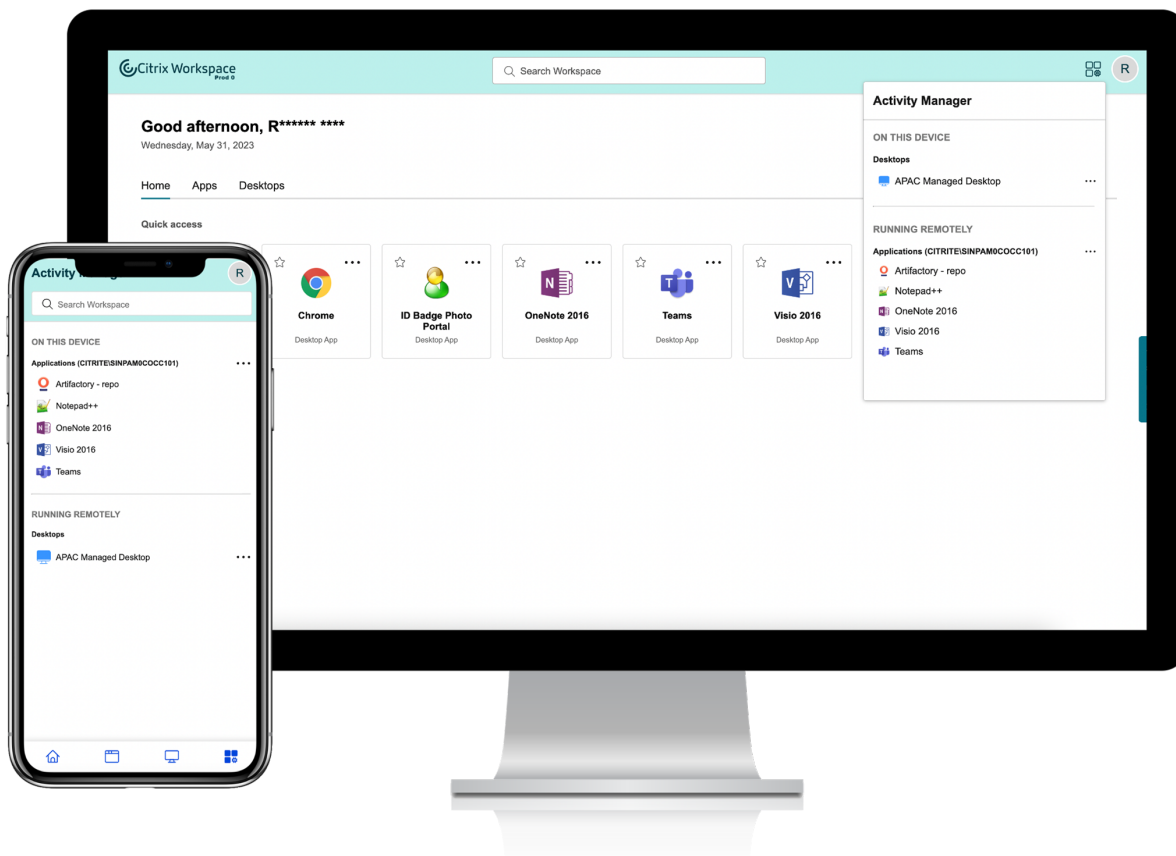 Citrix Workspace
Prod 0
Search Workspace
R
Good afternoon, R****** ****
Wednesday, May 31, 2023
Home Apps Desktops
Quick access
Chrome
Desktop App
ID Badge Photo
Portal
Desktop App
OneNote 2016
Desktop App
Teams
Desktop App
Visio 2016
Desktop App
Activity Manager
ON THIS DEVICE
Desktops
APAC Managed Desktop
RUNNING REMOTELY
Applications (CITRITE\SINPAM0COCC101)
Artifactory - repo
Notepad++
OneNote 2016
Visio 2016
Teams
Activity
R
Search Workspace
ON THIS DEVICE
Applications (CITRITE\SINPAM0COCC101)
Artifactory - repo
Notepad++
OneNote 2016
Visio 2016
Teams
RUNNING REMOTELY
Desktops
APAC Managed Desktop